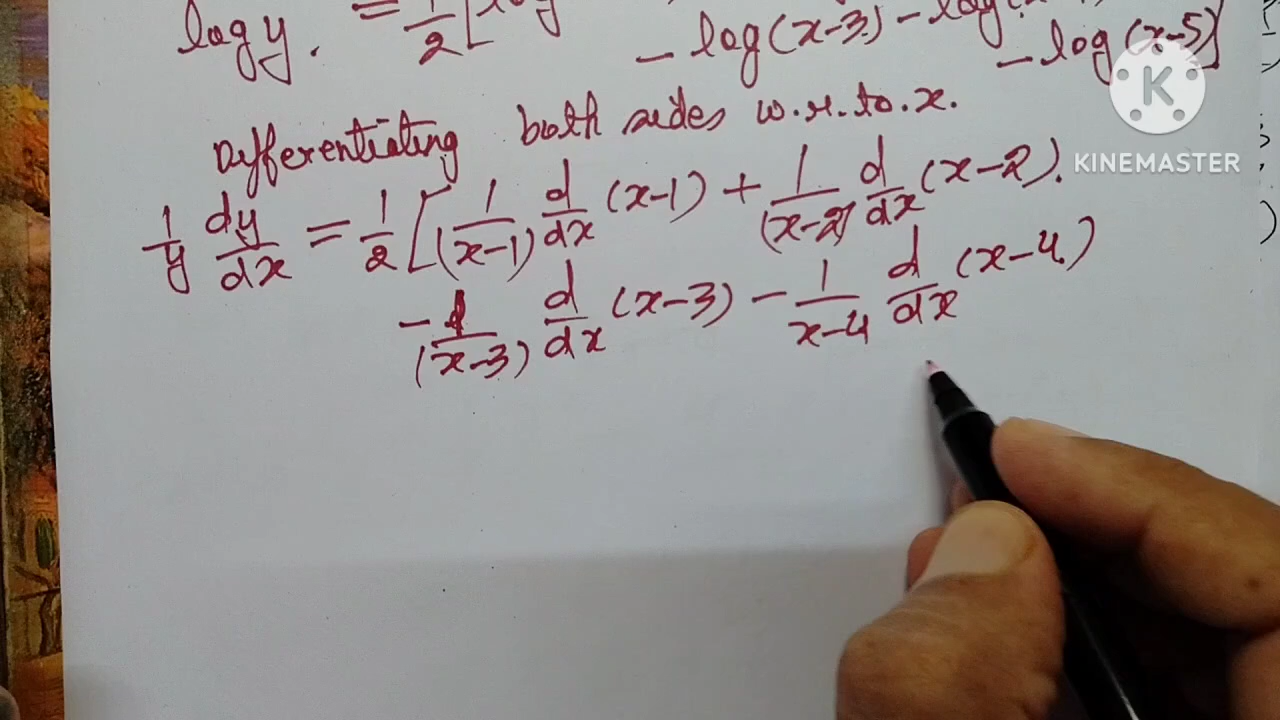 log y. = 1/2 [log
- log(x-3) - log(
- log(x-5)]
Differentiating both sides w.r.to.x.
1/y dy/dx = 1/2 [ 1/(x-1) d/dx (x-1) + 1/(x-2) d/dx (x-2).
- 1/(x-3) d/dx (x-3) - 1/x-4 d/dx (x-4)
K
KINEMASTER